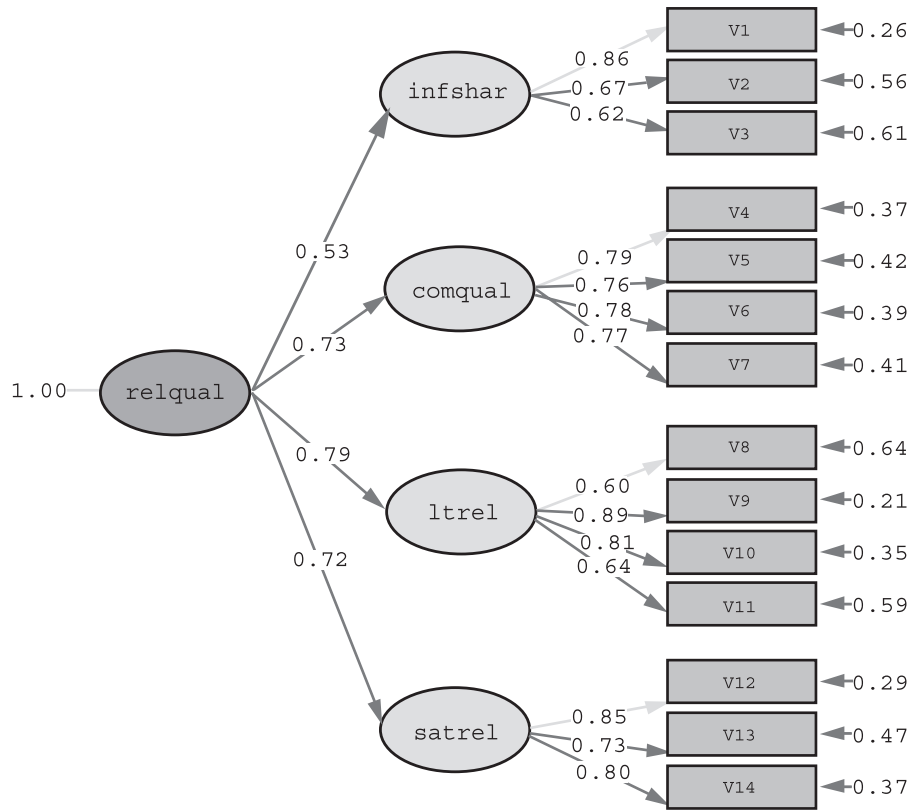 V1
0.26
0.86
infshar
0.67
V2
0.56
0.62
V3
0.61
0.53
V4
0.37
0.79
comqual
0.76
V5
0.42
0.78
V6
0.39
0.77
V7
0.41
0.73
1.00
relqual
0.79
V8
0.64
0.60
ltrel
0.89
V9
0.21
0.81
V10
0.35
0.64
V11
0.59
0.72
V12
0.29
0.85
satrel
0.73
V13
0.47
0.80
V14
0.37